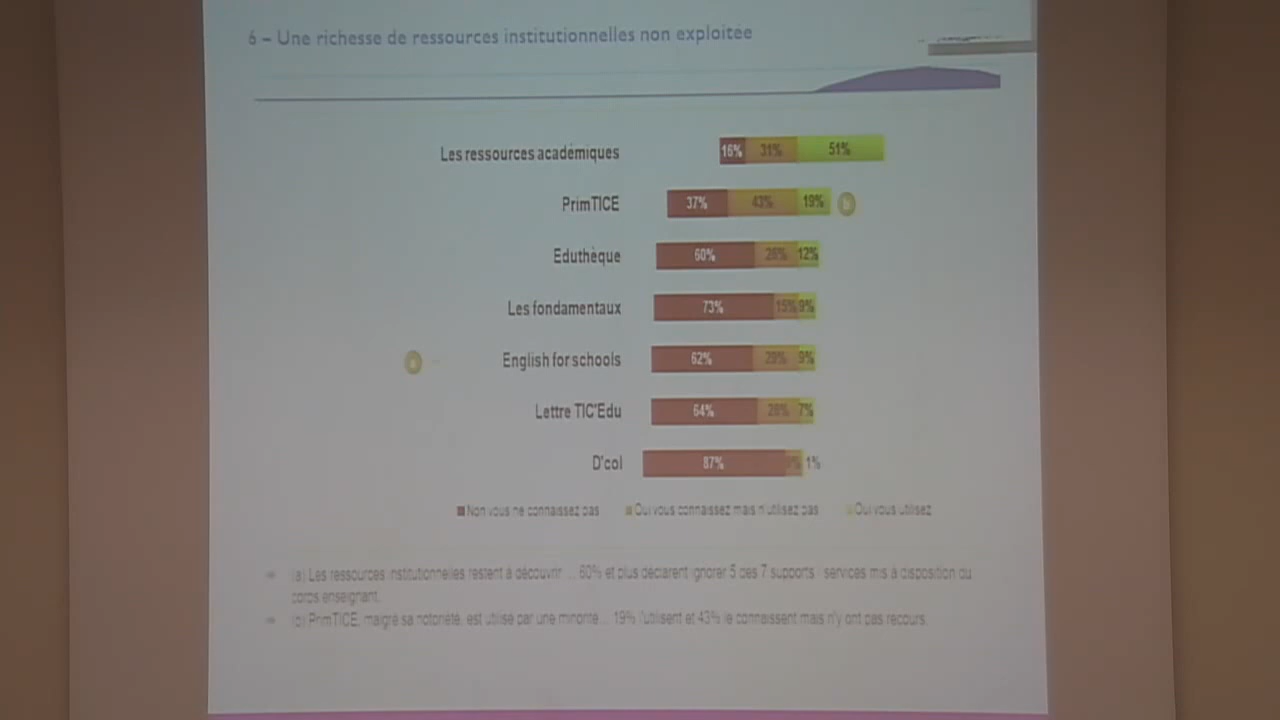 6 – Une richesse de ressources institutionnelles non exploitée
Les ressources académiques 16% 31% 51%
PrimTICE 37% 43% 19% b
Eduthèque 60% 26% 12%
Les fondamentaux 73% 15% 9%
a English for schools 62% 29% 9%
Lettre TIC'Edu 64% 26% 7%
D'col 87% 1%
Non vous ne connaissez pas Oui vous connaissez mais n'utilisez pas Oui vous utilisez
(a) Les ressources institutionnelles restent à découvrir ... 60% et plus déclarent ignorer 5 des 7 supports / services mis à disposition du
corps enseignant.
(b) PrimTICE, malgré sa notoriété, est utilisé par une minorité... 19% l'utilisent et 43% le connaissent mais n'y ont pas recours.